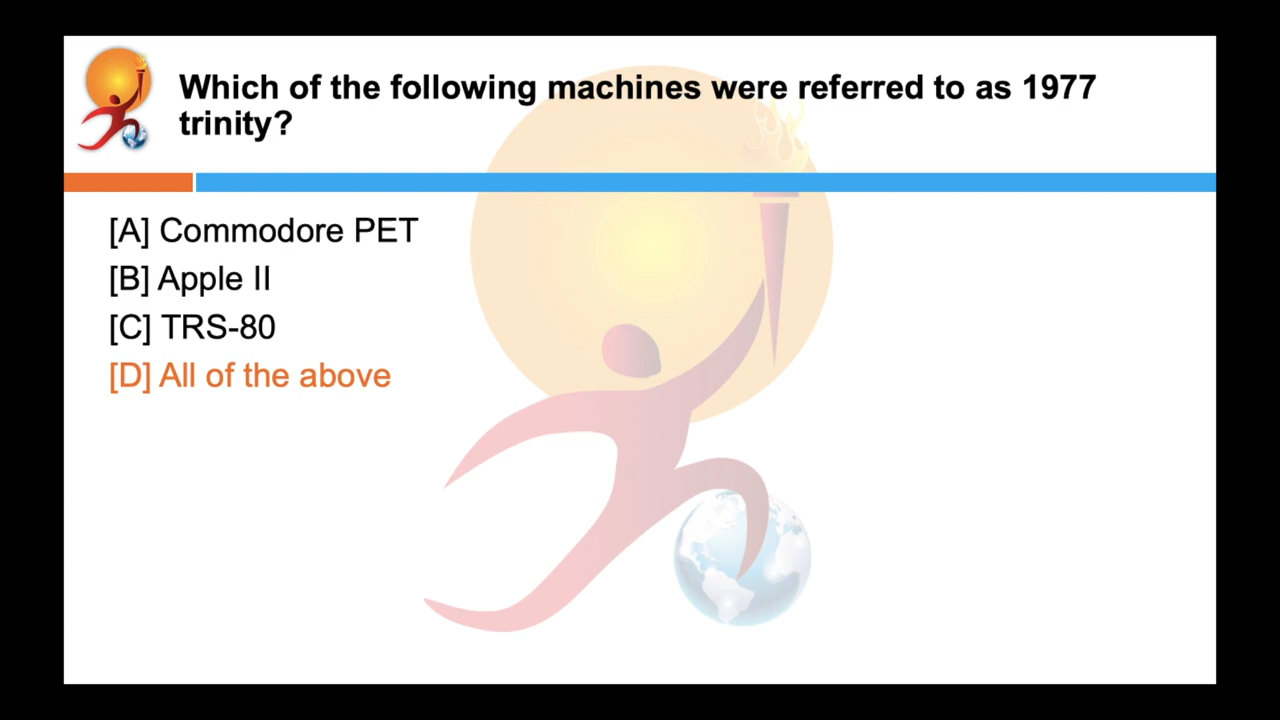 Which of the following machines were referred to as 1977
trinity?
[A] Commodore PET
[B] Apple II
[C] TRS-80
[D] All of the above